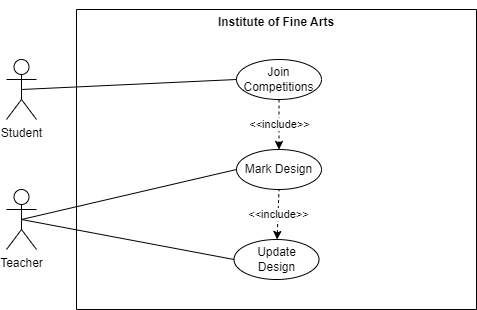 Institute of Fine Arts
Join
Competitions
<<include>>
Student
Mark Design
<<include>>
Update
Design
Teacher